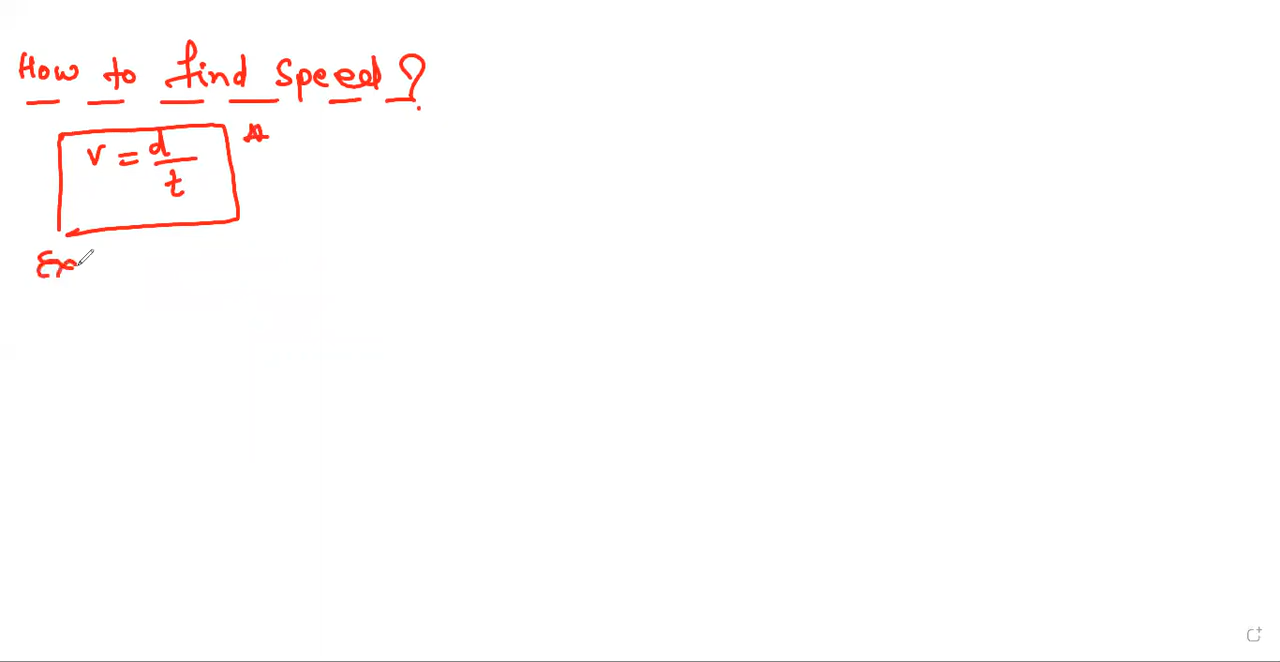 How to find speed?
v = d/t
Ex